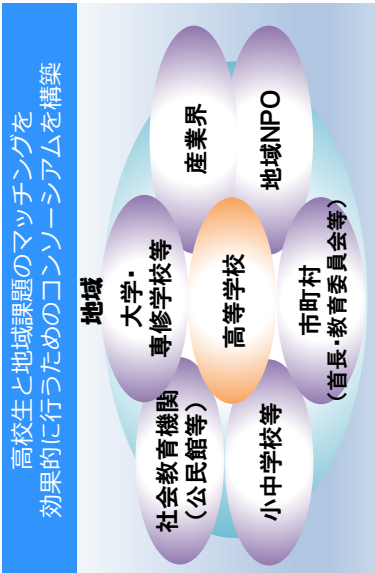 高校生と地域課題のマッチングを
効果的に行うためのコンソーシアムを構築
地域
大学・
専修学校等
社会教育機関
（公民館等）
産業界
高等学校
小中学校等
地域NPO
市町村
（首長・教育委員会等）